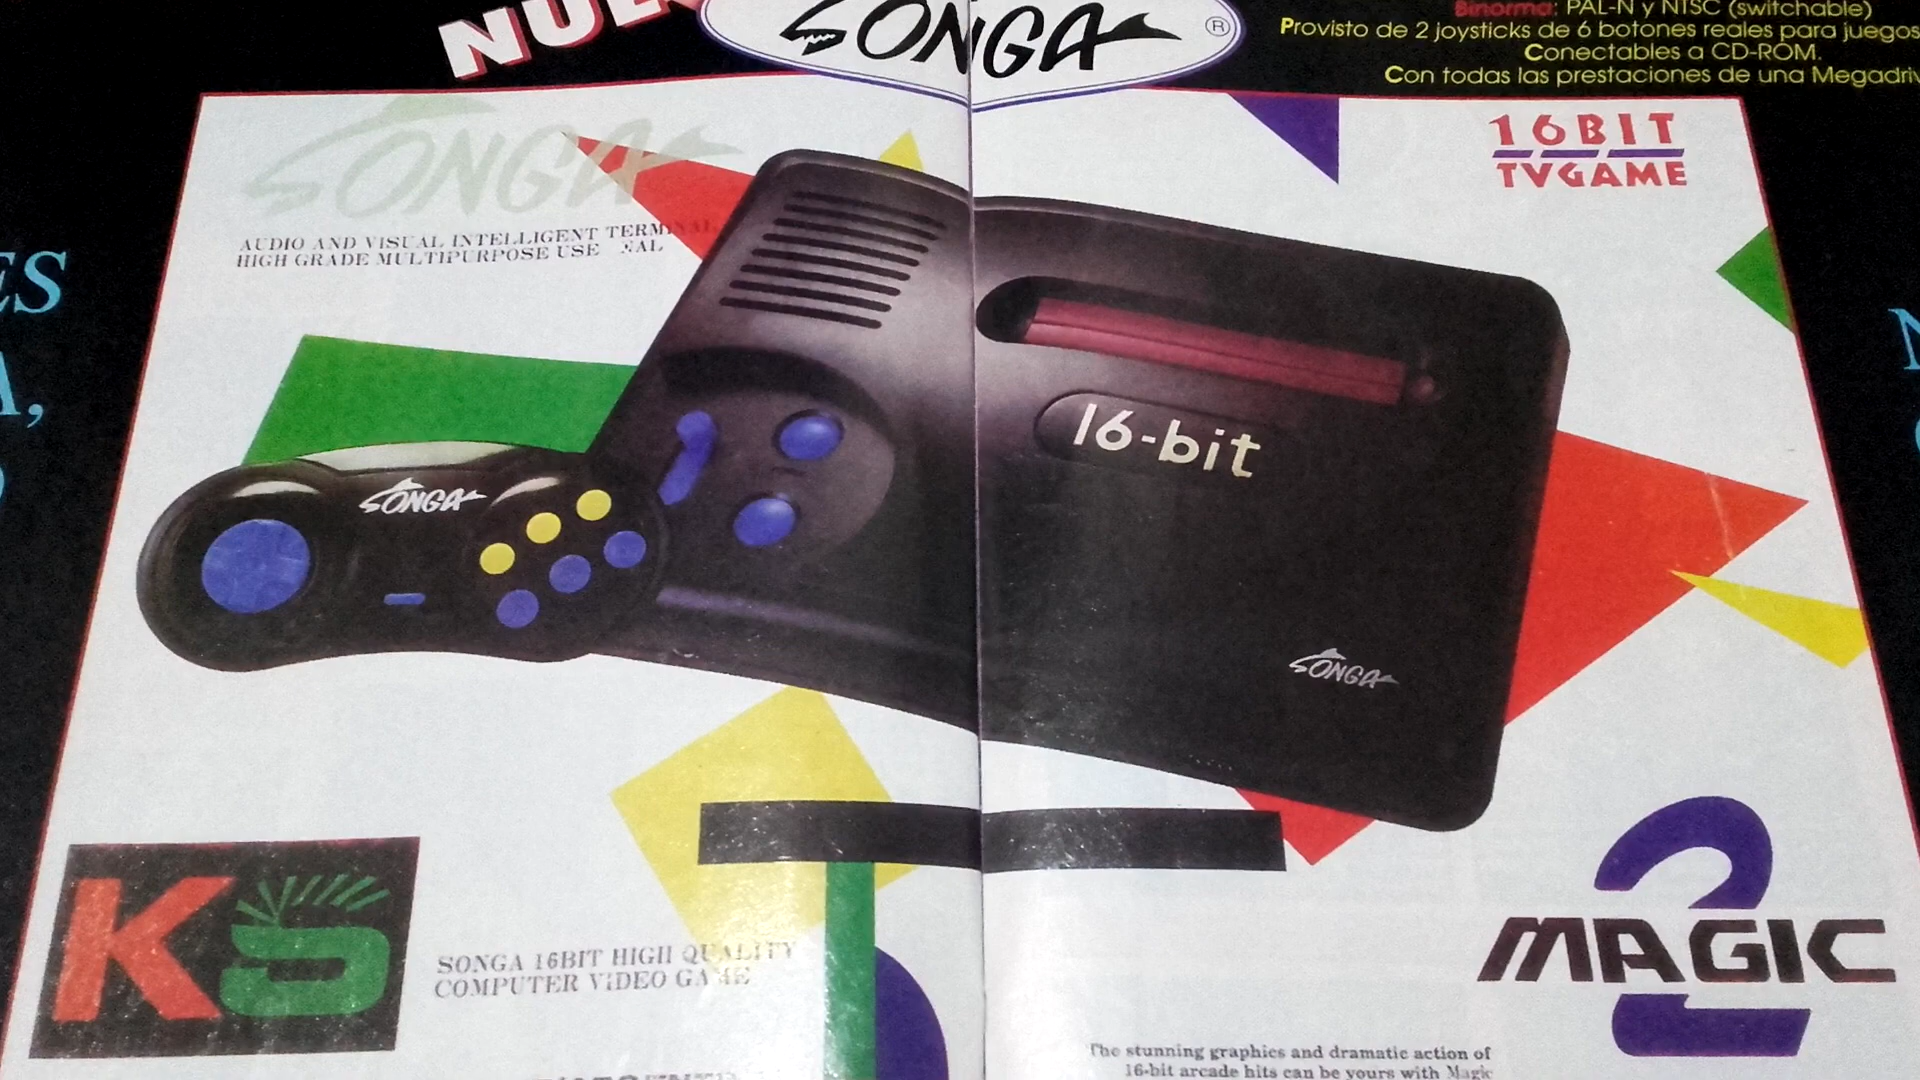 SONGA ®
Binorma: PAL-N y NTSC (switchable)
Provisto de 2 joysticks de 6 botones reales para juegos
Conectables a CD-ROM.
Con todas las prestaciones de una
SONGA
AUDIO AND VISUAL INTELLIGENT TERMINAL
HIGH GRADE MULTIPURPOSE USE
16BIT
TVGAME
ES
A,
16-bit
SONGA
SONGA
KS
SONGA 16BIT HIGH QUALITY
COMPUTER VIDEO GAME
2
MAGIC
The stunning graphics and dramatic action of
16-bit arcade hits can be yours with Magic